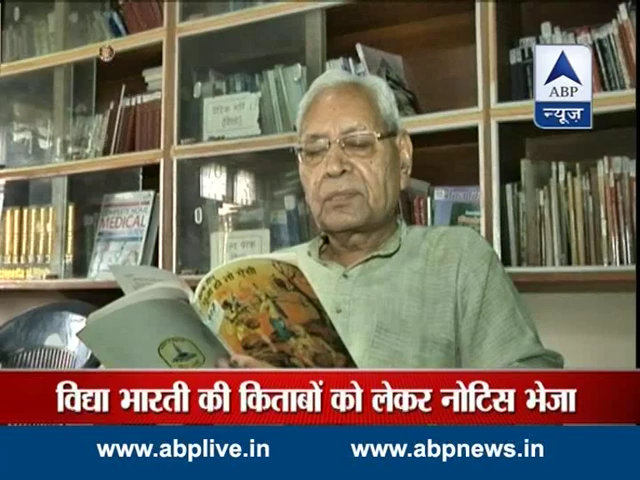 ABP
न्यूज़
MEDICAL
विद्या भारती की किताबों को लेकर नोटिस भेजा
www.abplive.in
www.abpnews.in